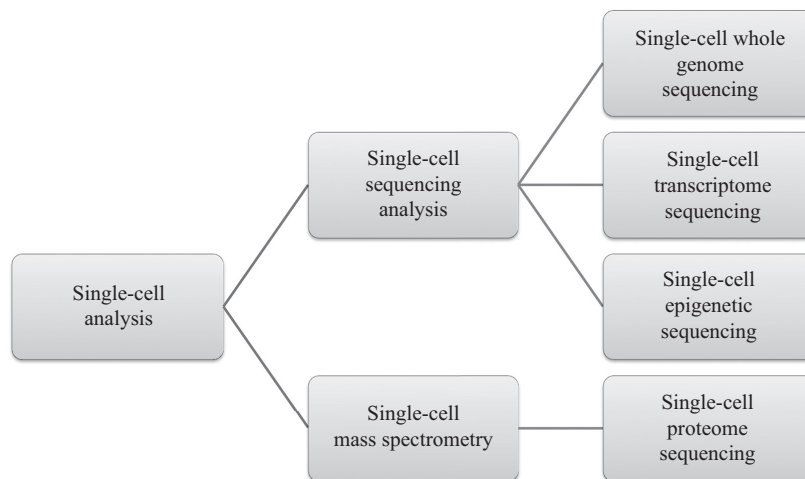 Single-cell
analysis
Single-cell
sequencing
analysis
Single-cell
mass spectrometry
Single-cell whole
genome
sequencing
Single-cell
transcriptome
sequencing
Single-cell
epigenetic
sequencing
Single-cell
proteome
sequencing